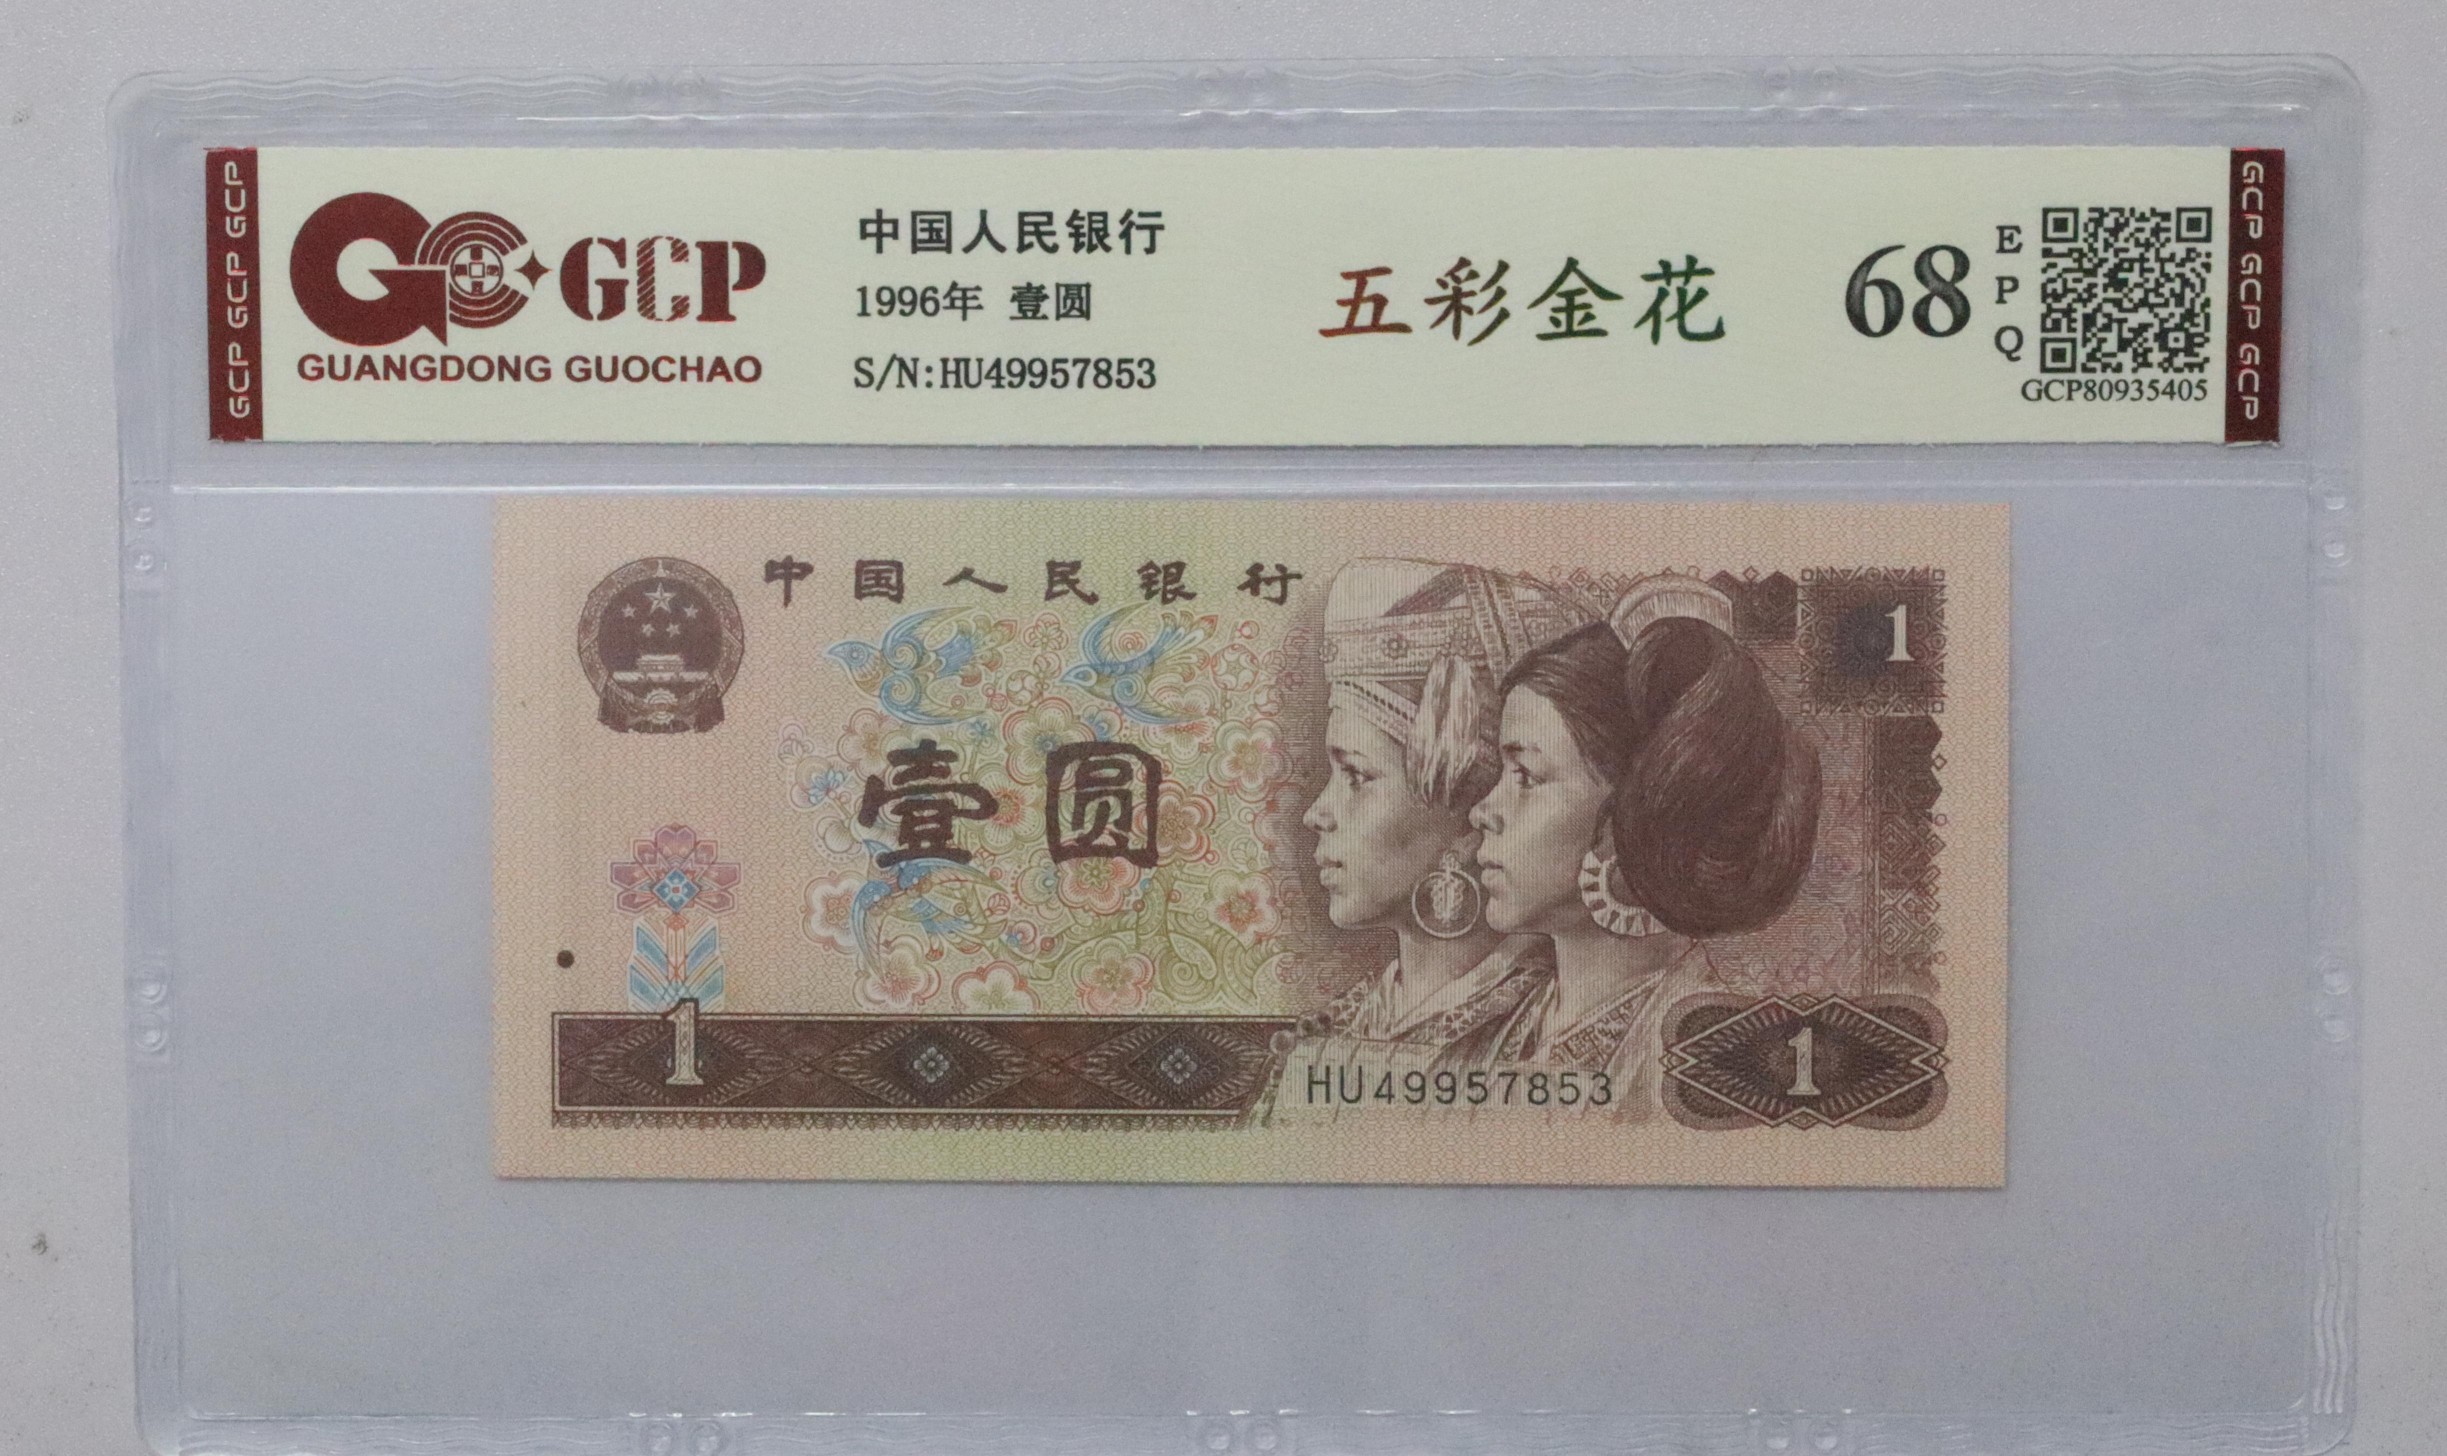 GCP GCP GCP
GCP
GUANGDONG GUOCHAO
中国人民银行
1996年 壹圆
S/N:HU49957853
五彩金花
68
EPQ
GCP80935405
GCP GCP GCP
中国人民银行
1
壹圆
1
HU49957853
1